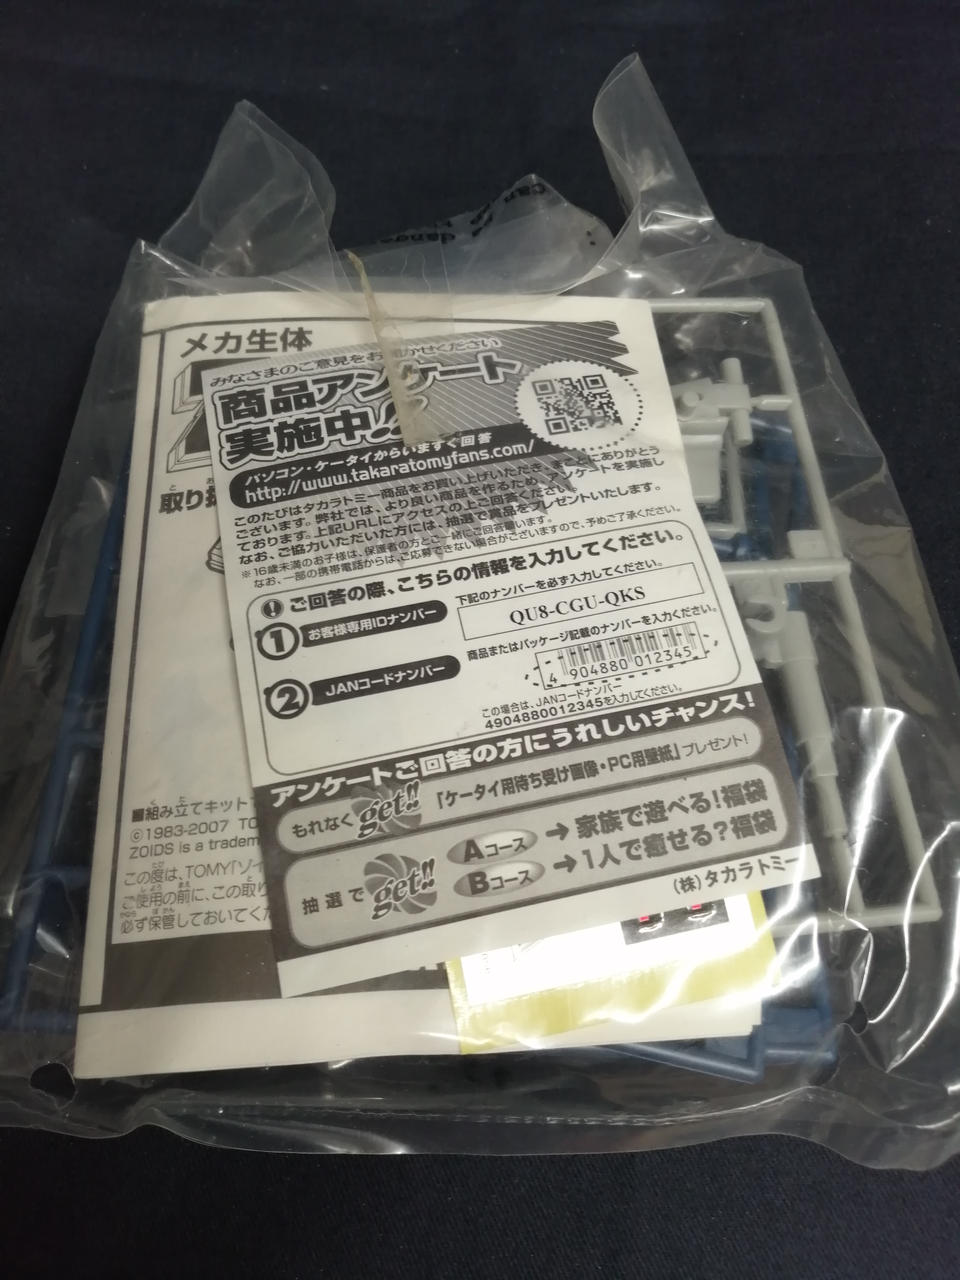 メカ生体
取り
みなさまのご意見をお聞かせください
商品アンケート
実施中!!
パソコン・ケータイからいますぐ回答
http://www.takaratomyfans.com/
このたびはタカラトミー商品をお買い上げいただき、まことにありがとう
ございます。弊社では、より良い商品を作るため、アンケートを実施し
ております。上記URLにアクセスの上ご回答ください。
なお、ご協力いただいた方には、抽選で賞品をプレゼントいたします。
※16歳未満のお子様は、保護者の方とご一緒にご回答願います。
なお、一部の携帯電話からは、ご応募できない場合がございますので、予めご了承ください。
! ご回答の際、こちらの情報を入力してください。
1 お客様専用IDナンバー
下記のナンバーを必ず入力してください。
QU8-CGU-QKS
2 JANコードナンバー
商品またはパッケージ記載のナンバーを入力ください。
4 904880 012345
この場合は、JANコードナンバー
4904880012345を入力してください。
アンケートご回答の方にうれしいチャンス!
もれなく get!! 「ケータイ用待ち受け画像・PC用壁紙」プレゼント!
抽選で get!!
Aコース → 家族で遊べる!福袋
Bコース → 1人で癒せる?福袋
(株)タカラトミー
■組み立てキット
©1983-2007 TO
ZOIDS is a tradem
この度は、TOMY「ゾイ
ご使用の前に、この取り
必ず保管しておいてくだ